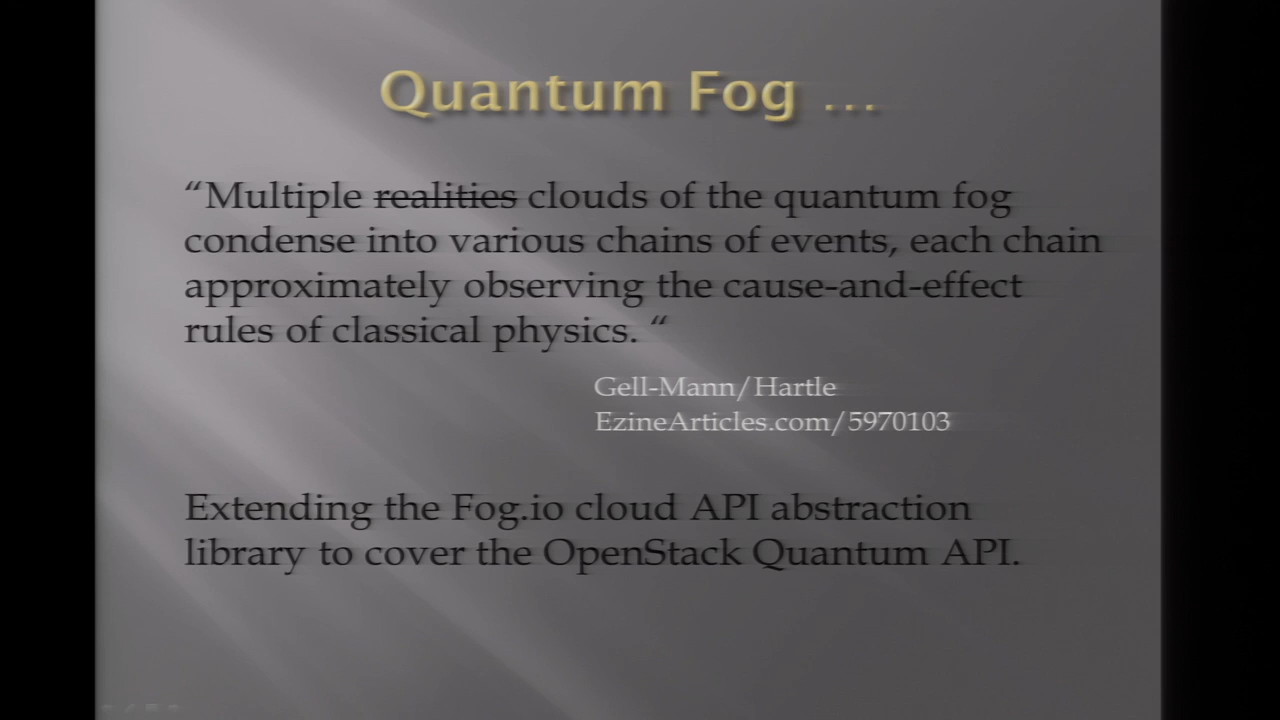 Quantum Fog ...
“Multiple realities clouds of the quantum fog
condense into various chains of events, each chain
approximately observing the cause-and-effect
rules of classical physics. “
Gell-Mann/Hartle
EzineArticles.com/5970103
Extending the Fog.io cloud API abstraction
library to cover the OpenStack Quantum API.